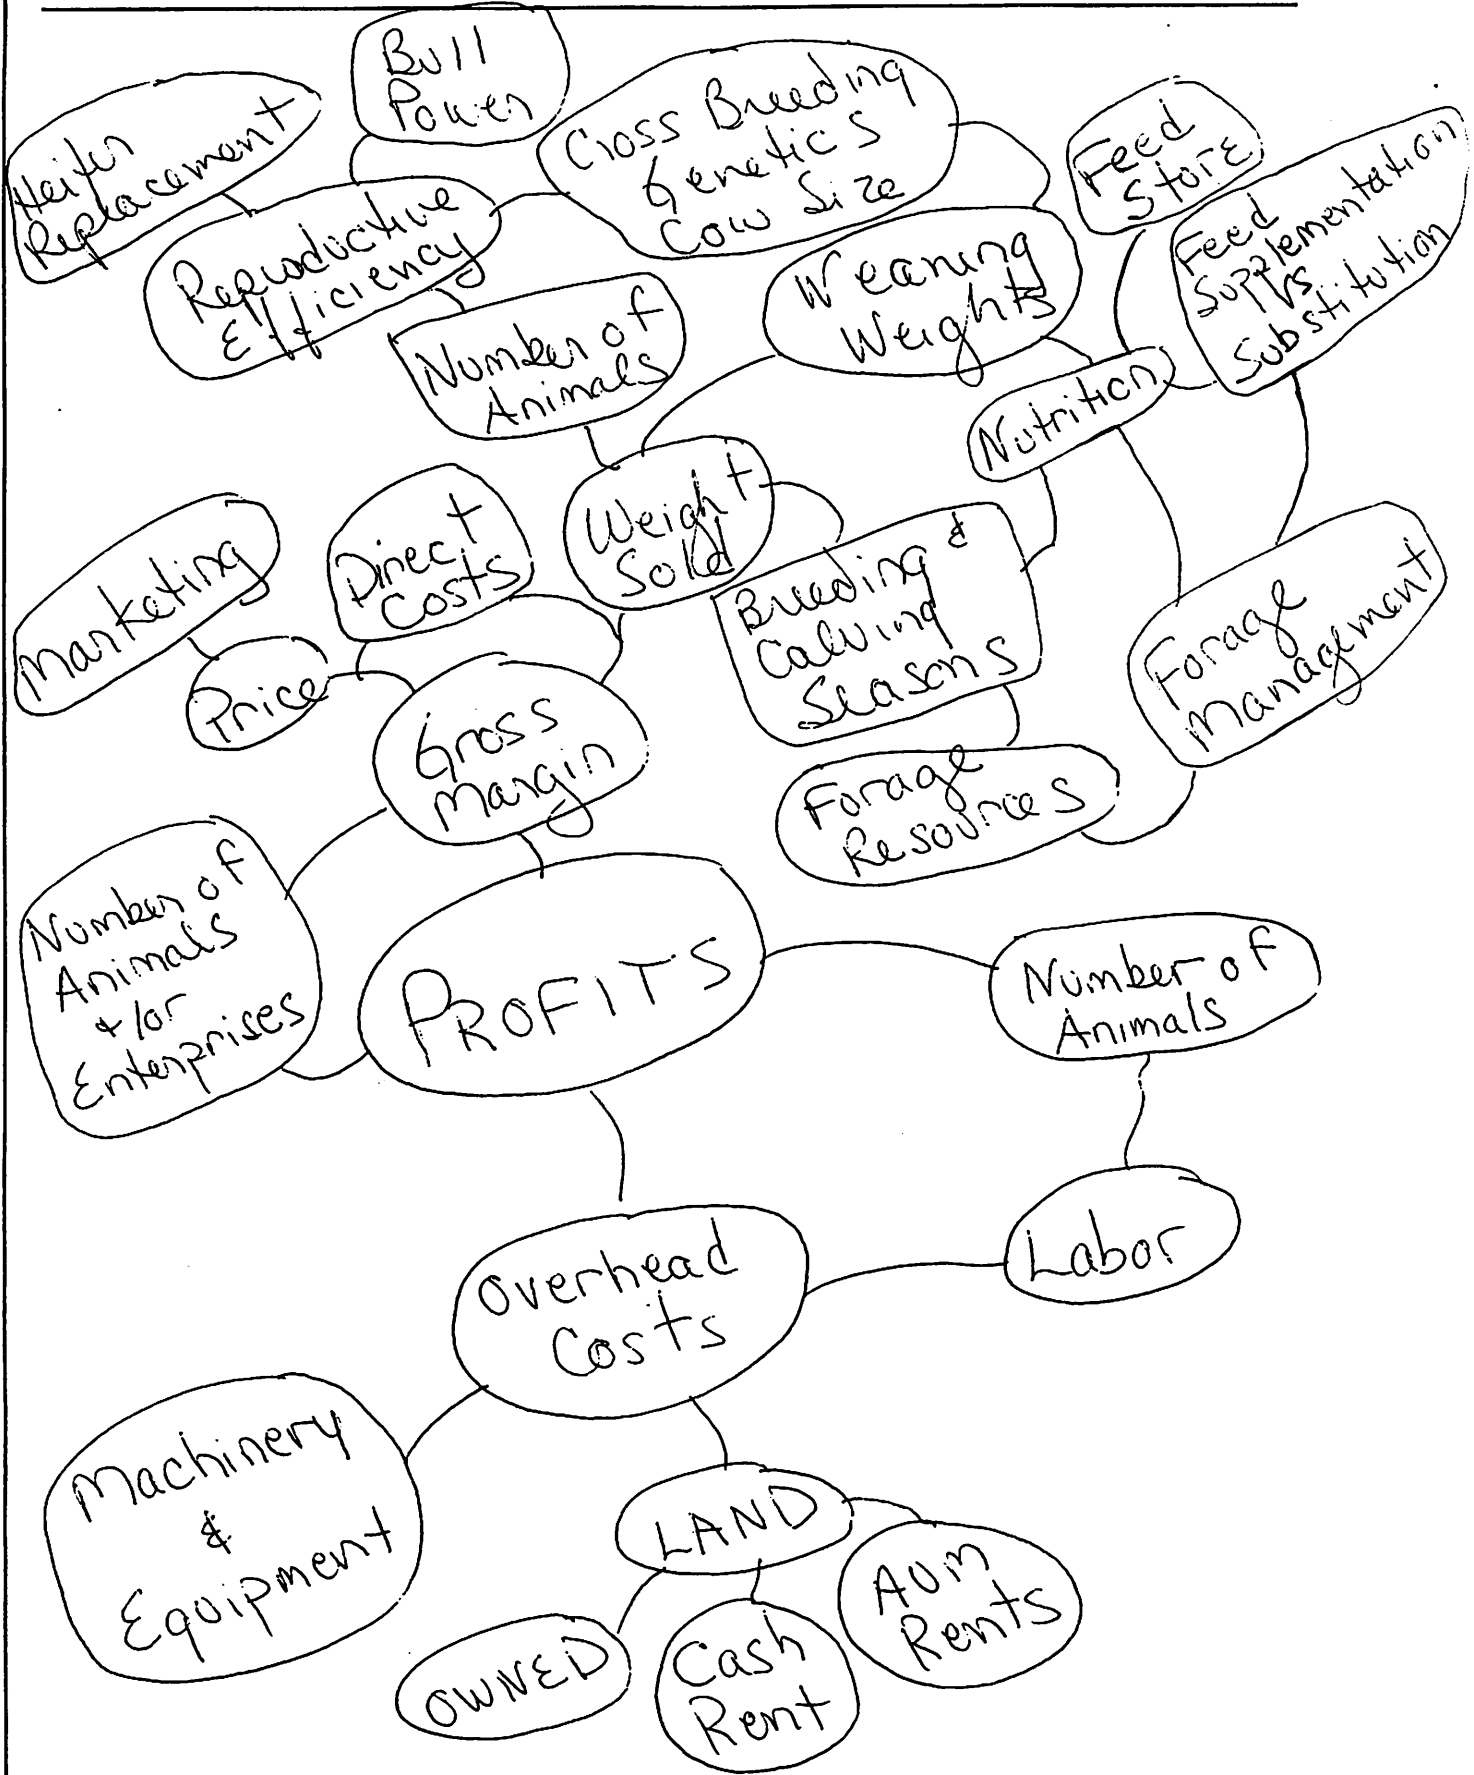 Bull
Power
Heifer
Replacement
Cross Breeding
Genetics
Cow Size
Feed
Store
Feed
Supplementation
vs
Substitution
Reproductive
Efficiency
Weaning
Weights
Number of
Animals
Nutrition
Weight
Sold
Direct
Costs
Marketing
Price
Breeding &
Calving
Seasons
Forage
Management
Gross
Margin
Forage
Resources
Number of
Animals
+/or
Enterprises
PROFITS
Number of
Animals
Overhead
Costs
Labor
Machinery
&
Equipment
LAND
AUM
Rents
OWNED
Cash
Rent